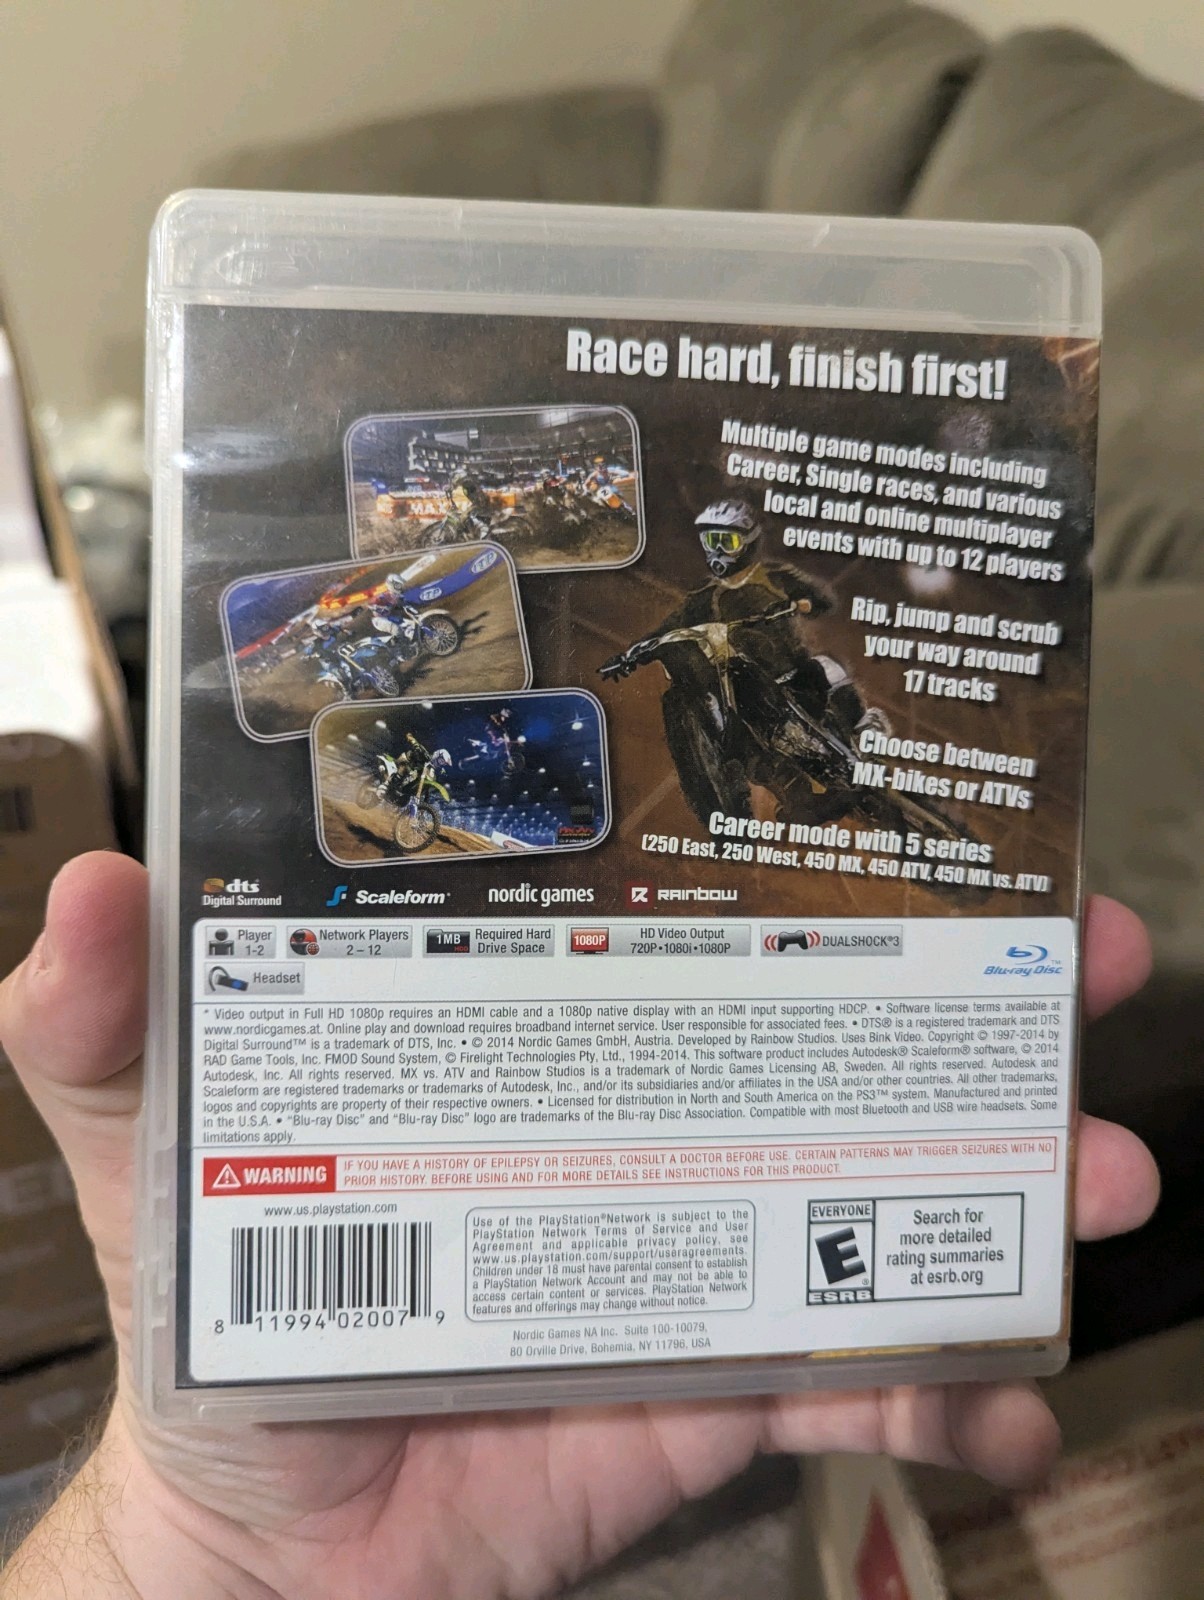 Race hard, finish first!
Multiple game modes including
Career, Single races, and various
local and online multiplayer
events with up to 12 players
Rip, jump and scrub
your way around
17 tracks
Choose between
MX-bikes or ATVs
Career mode with 5 series
(250 East, 250 West, 450 MX, 450 ATV, 450 MX vs. ATV)
dts
Digital Surround
Scaleform®
nordic games
RAINBOW
Player
1-2
Network Players
2 – 12
1MB
HDD
Required Hard
Drive Space
1080P
HD Video Output
720P•1080i•1080P
DUALSHOCK®3
Headset
Blu-ray Disc™
* Video output in Full HD 1080p requires an HDMI cable and a 1080p native display with an HDMI input supporting HDCP. • Software license terms available at
www.nordicgames.at. Online play and download requires broadband internet service. User responsible for associated fees. • DTS® is a registered trademark and DTS
Digital Surround™ is a trademark of DTS, Inc. • © 2014 Nordic Games GmbH, Austria. Developed by Rainbow Studios. Uses Bink Video. Copyright © 1997-2014 by
RAD Game Tools, Inc. FMOD Sound System, © Firelight Technologies Pty, Ltd., 1994-2014. This software product includes Autodesk® Scaleform® software, © 2014
Autodesk, Inc. All rights reserved. MX vs. ATV and Rainbow Studios is a trademark of Nordic Games Licensing AB, Sweden. All rights reserved. Autodesk and
Scaleform are registered trademarks or trademarks of Autodesk, Inc., and/or its subsidiaries and/or affiliates in the USA and/or other countries. All other trademarks,
logos and copyrights are property of their respective owners. • Licensed for distribution in North and South America on the PS3™ system. Manufactured and printed
in the U.S.A. • "Blu-ray Disc" and "Blu-ray Disc" logo are trademarks of the Blu-ray Disc Association. Compatible with most Bluetooth and USB wire headsets. Some
limitations apply.
WARNING
IF YOU HAVE A HISTORY OF EPILEPSY OR SEIZURES, CONSULT A DOCTOR BEFORE USE. CERTAIN PATTERNS MAY TRIGGER SEIZURES WITH NO
PRIOR HISTORY. BEFORE USING AND FOR MORE DETAILS SEE INSTRUCTIONS FOR THIS PRODUCT.
www.us.playstation.com
8 11994 02007 9
Use of the PlayStation®Network is subject to the
PlayStation Network Terms of Service and User
Agreement and applicable privacy policy, see
www.us.playstation.com/support/useragreements.
Children under 18 must have parental consent to establish
a PlayStation Network Account and may not be able to
access certain content or services. PlayStation Network
features and offerings may change without notice.
Nordic Games NA Inc. Suite 100-10079,
80 Orville Drive, Bohemia, NY 11796, USA
EVERYONE
E
ESRB
Search for
more detailed
rating summaries
at esrb.org